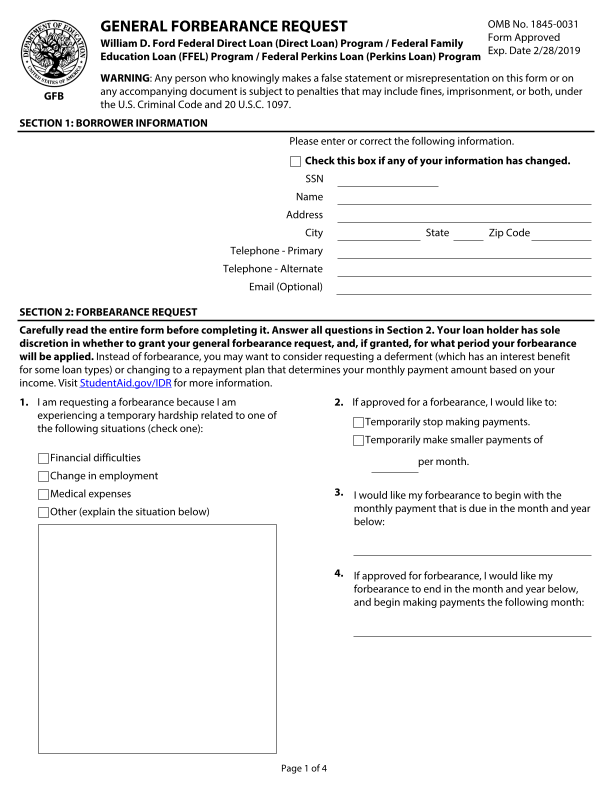 DEPARTMENT OF EDUCATION
UNITED STATES OF AMERICA
GFB
GENERAL FORBEARANCE REQUEST
William D. Ford Federal Direct Loan (Direct Loan) Program / Federal Family
Education Loan (FFEL) Program / Federal Perkins Loan (Perkins Loan) Program
OMB No. 1845-0031
Form Approved
Exp. Date 2/28/2019
WARNING: Any person who knowingly makes a false statement or misrepresentation on this form or on
any accompanying document is subject to penalties that may include fines, imprisonment, or both, under
the U.S. Criminal Code and 20 U.S.C. 1097.
SECTION 1: BORROWER INFORMATION
Please enter or correct the following information.
Check this box if any of your information has changed.
SSN
Name
Address
City State Zip Code
Telephone - Primary
Telephone - Alternate
Email (Optional)
SECTION 2: FORBEARANCE REQUEST
Carefully read the entire form before completing it. Answer all questions in Section 2. Your loan holder has sole
discretion in whether to grant your general forbearance request, and, if granted, for what period your forbearance
will be applied. Instead of forbearance, you may want to consider requesting a deferment (which has an interest benefit
for some loan types) or changing to a repayment plan that determines your monthly payment amount based on your
income. Visit StudentAid.gov/IDR for more information.
1. I am requesting a forbearance because I am
experiencing a temporary hardship related to one of
the following situations (check one):
Financial difficulties
Change in employment
Medical expenses
Other (explain the situation below)
2. If approved for a forbearance, I would like to:
Temporarily stop making payments.
Temporarily make smaller payments of
per month.
3. I would like my forbearance to begin with the
monthly payment that is due in the month and year
below:
4. If approved for forbearance, I would like my
forbearance to end in the month and year below,
and begin making payments the following month:
Page 1 of 4